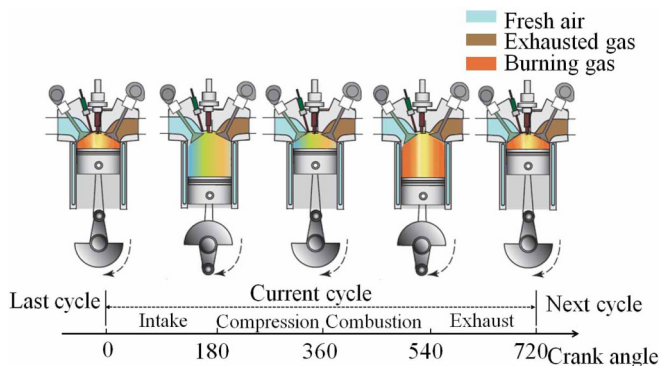 Fresh air
Exhausted gas
Burning gas
Last cycle
Current cycle
Next cycle
Intake
Compression
Combustion
Exhaust
0
180
360
540
720
Crank angle